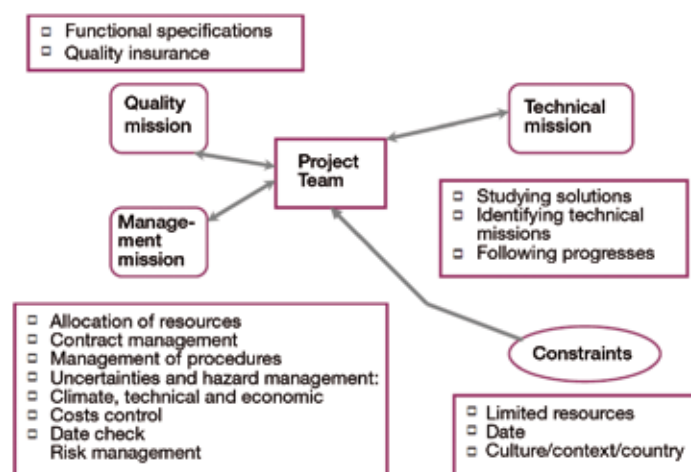 □ Functional specifications
□ Quality insurance
Quality
mission
Technical
mission
Project
Team
Manage-
ment
mission
□ Studying solutions
□ Identifying technical
missions
□ Following progresses
□ Allocation of resources
□ Contract management
□ Management of procedures
□ Uncertainties and hazard management:
□ Climate, technical and economic
□ Costs control
□ Date check
Risk management
Constraints
□ Limited resources
□ Date
□ Culture/context/country